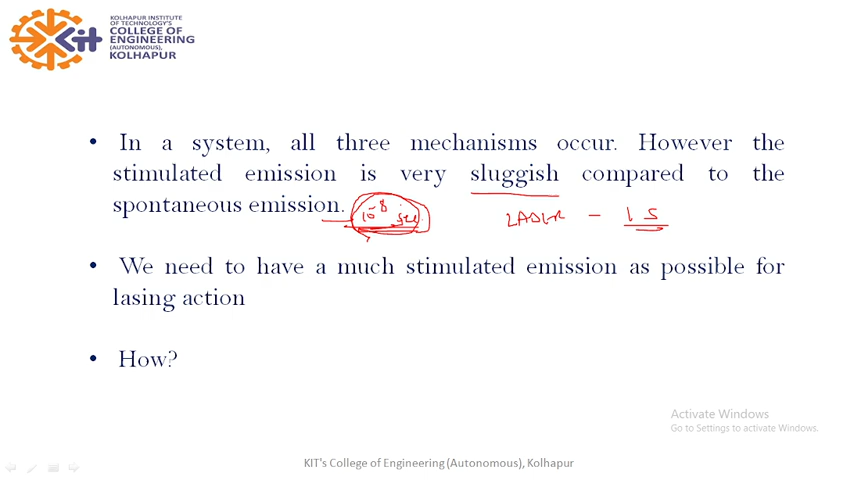 KOLHAPUR INSTITUTE
OF TECHNOLOGY'S
COLLEGE OF
ENGINEERING
(AUTONOMOUS),
KOLHAPUR
Kit
• In a system, all three mechanisms occur. However the
stimulated emission is very sluggish compared to the
spontaneous emission. 10⁻⁸ sec. – 1 S
• We need to have a much stimulated emission as possible for
lasing action
• How?
Activate Windows
Go to Settings to activate Windows.
KIT's College of Engineering (Autonomous), Kolhapur